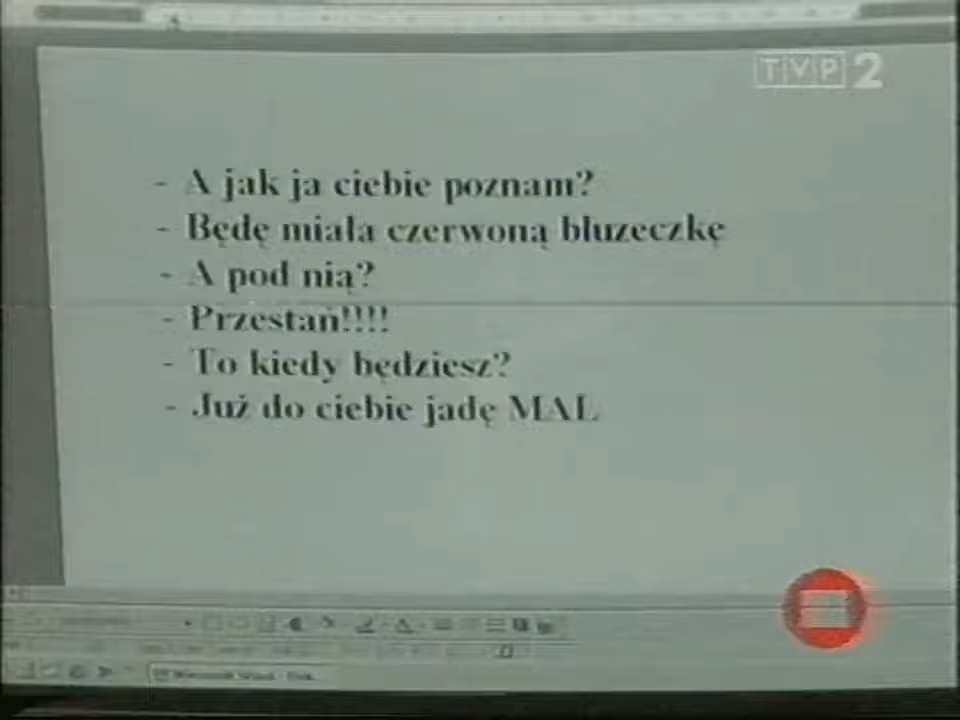 TVP 2
- A jak ja ciebie poznam?
- Będę miała czerwoną bluzeczkę
- A pod nią?
- Przestań!!!!
- To kiedy będziesz?
- Już do ciebie jadę MAL